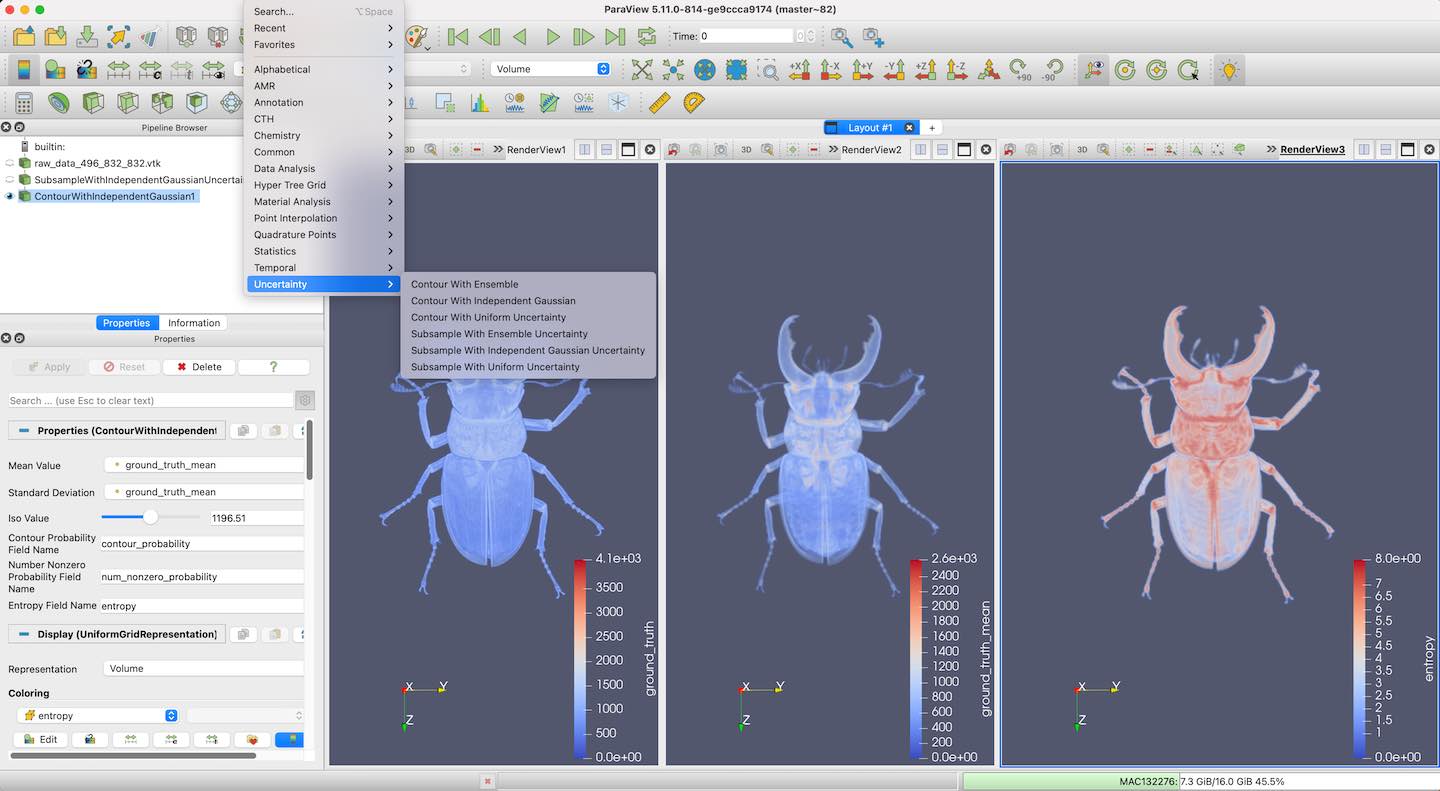 ParaView 5.11.0-814-ge9ccca9174 (master~82)
Search... ⌥Space
Recent
Favorites
Alphabetical
AMR
Annotation
CTH
Chemistry
Common
Data Analysis
Hyper Tree Grid
Material Analysis
Point Interpolation
Quadrature Points
Statistics
Temporal
Uncertainty
Contour With Ensemble
Contour With Independent Gaussian
Contour With Uniform Uncertainty
Subsample With Ensemble Uncertainty
Subsample With Independent Gaussian Uncertainty
Subsample With Uniform Uncertainty
Time: 0
0
Volume
+X
-X
+Y
-Y
+Z
-Z
+90
-90
Pipeline Browser
builtin:
raw_data_496_832_832.vtk
SubsampleWithIndependentGaussianUncertai
ContourWithIndependentGaussian1
Layout #1
+
3D
RenderView1
3D
RenderView2
3D
RenderView3
Properties
Information
Properties
Apply
Reset
Delete
?
Search ... (use Esc to clear text)
Properties (ContourWithIndependent
Mean Value
ground_truth_mean
Standard Deviation
ground_truth_mean
Iso Value
1196.51
Contour Probability
Field Name
contour_probability
Number Nonzero
Probability Field
Name
num_nonzero_probability
Entropy Field Name
entropy
Display (UniformGridRepresentation)
Representation
Volume
Coloring
entropy
Edit
4.1e+03
3500
3000
2500
2000
1500
1000
500
0.0e+00
ground_truth
X Y
Z
2.6e+03
2400
2200
2000
1800
1600
1400
1200
1000
800
600
400
200
0.0e+00
ground_truth_mean
X Y
Z
8.0e+00
7
6.5
6
5.5
5
4.5
4
3.5
3
2.5
2
1.5
1
0.0e+00
entropy
X Y
Z
MAC132276: 7.3 GiB/16.0 GiB 45.5%